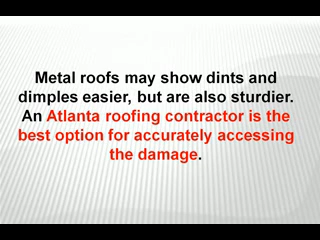 Metal roofs may show dints and
dimples easier, but are also sturdier.
An Atlanta roofing contractor is the
best option for accurately accessing
the damage.